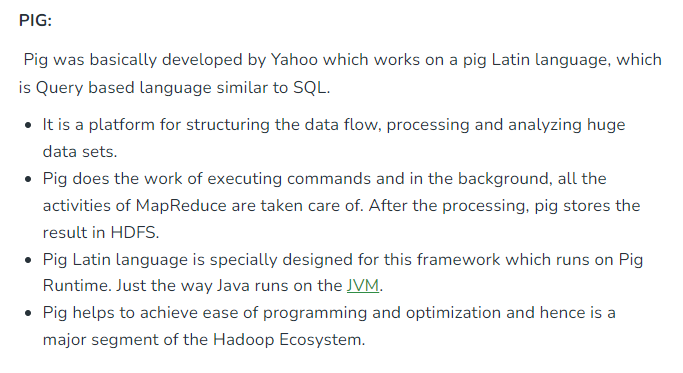 PIG:
Pig was basically developed by Yahoo which works on a pig Latin language, which
is Query based language similar to SQL.
• It is a platform for structuring the data flow, processing and analyzing huge
data sets.
• Pig does the work of executing commands and in the background, all the
activities of MapReduce are taken care of. After the processing, pig stores the
result in HDFS.
• Pig Latin language is specially designed for this framework which runs on Pig
Runtime. Just the way Java runs on the JVM.
• Pig helps to achieve ease of programming and optimization and hence is a
major segment of the Hadoop Ecosystem.